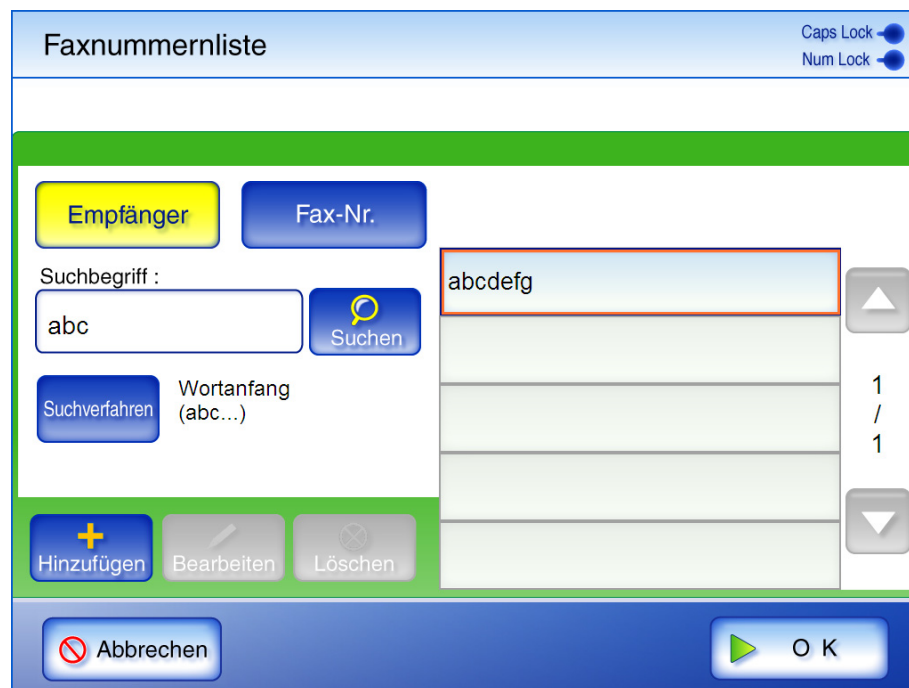 Faxnummernliste
Caps Lock
Num Lock
Empfänger
Fax-Nr.
Suchbegriff :
abc
Suchen
Suchverfahren
Wortanfang
(abc...)
abcdefg
1
/
1
Hinzufügen
Bearbeiten
Löschen
Abbrechen
O K